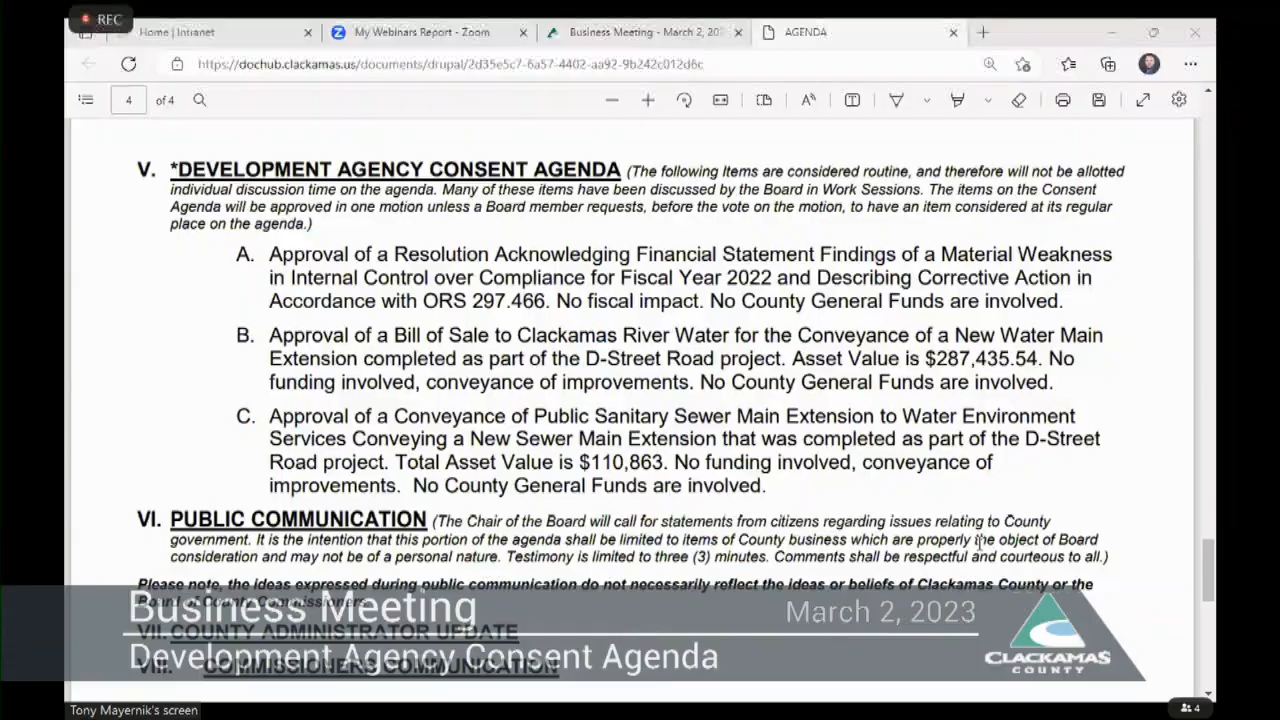 REC
Home | Intranet
My Webinars Report - Zoom
Business Meeting - March 2, 202
AGENDA
https://dochub.clackamas.us/documents/drupal/2d35e5c7-6a57-4402-aa92-9b242c012d6c
4 of 4
V. *DEVELOPMENT AGENCY CONSENT AGENDA (The following Items are considered routine, and therefore will not be allotted
individual discussion time on the agenda. Many of these items have been discussed by the Board in Work Sessions. The items on the Consent
Agenda will be approved in one motion unless a Board member requests, before the vote on the motion, to have an item considered at its regular
place on the agenda.)
A. Approval of a Resolution Acknowledging Financial Statement Findings of a Material Weakness
in Internal Control over Compliance for Fiscal Year 2022 and Describing Corrective Action in
Accordance with ORS 297.466. No fiscal impact. No County General Funds are involved.
B. Approval of a Bill of Sale to Clackamas River Water for the Conveyance of a New Water Main
Extension completed as part of the D-Street Road project. Asset Value is $287,435.54. No
funding involved, conveyance of improvements. No County General Funds are involved.
C. Approval of a Conveyance of Public Sanitary Sewer Main Extension to Water Environment
Services Conveying a New Sewer Main Extension that was completed as part of the D-Street
Road project. Total Asset Value is $110,863. No funding involved, conveyance of
improvements. No County General Funds are involved.
VI. PUBLIC COMMUNICATION (The Chair of the Board will call for statements from citizens regarding issues relating to County
government. It is the intention that this portion of the agenda shall be limited to items of County business which are properly the object of Board
consideration and may not be of a personal nature. Testimony is limited to three (3) minutes. Comments shall be respectful and courteous to all.)
Please note, the ideas expressed during public communication do not necessarily reflect the ideas or beliefs of Clackamas County or the
Board of County Commissioners
Business Meeting
March 2, 2023
VII. COUNTY ADMINISTRATOR UPDATE
Development Agency Consent Agenda
VIII. COMMISSIONERS COMMUNICATION
CLACKAMAS
COUNTY
Tony Mayernik's screen
4